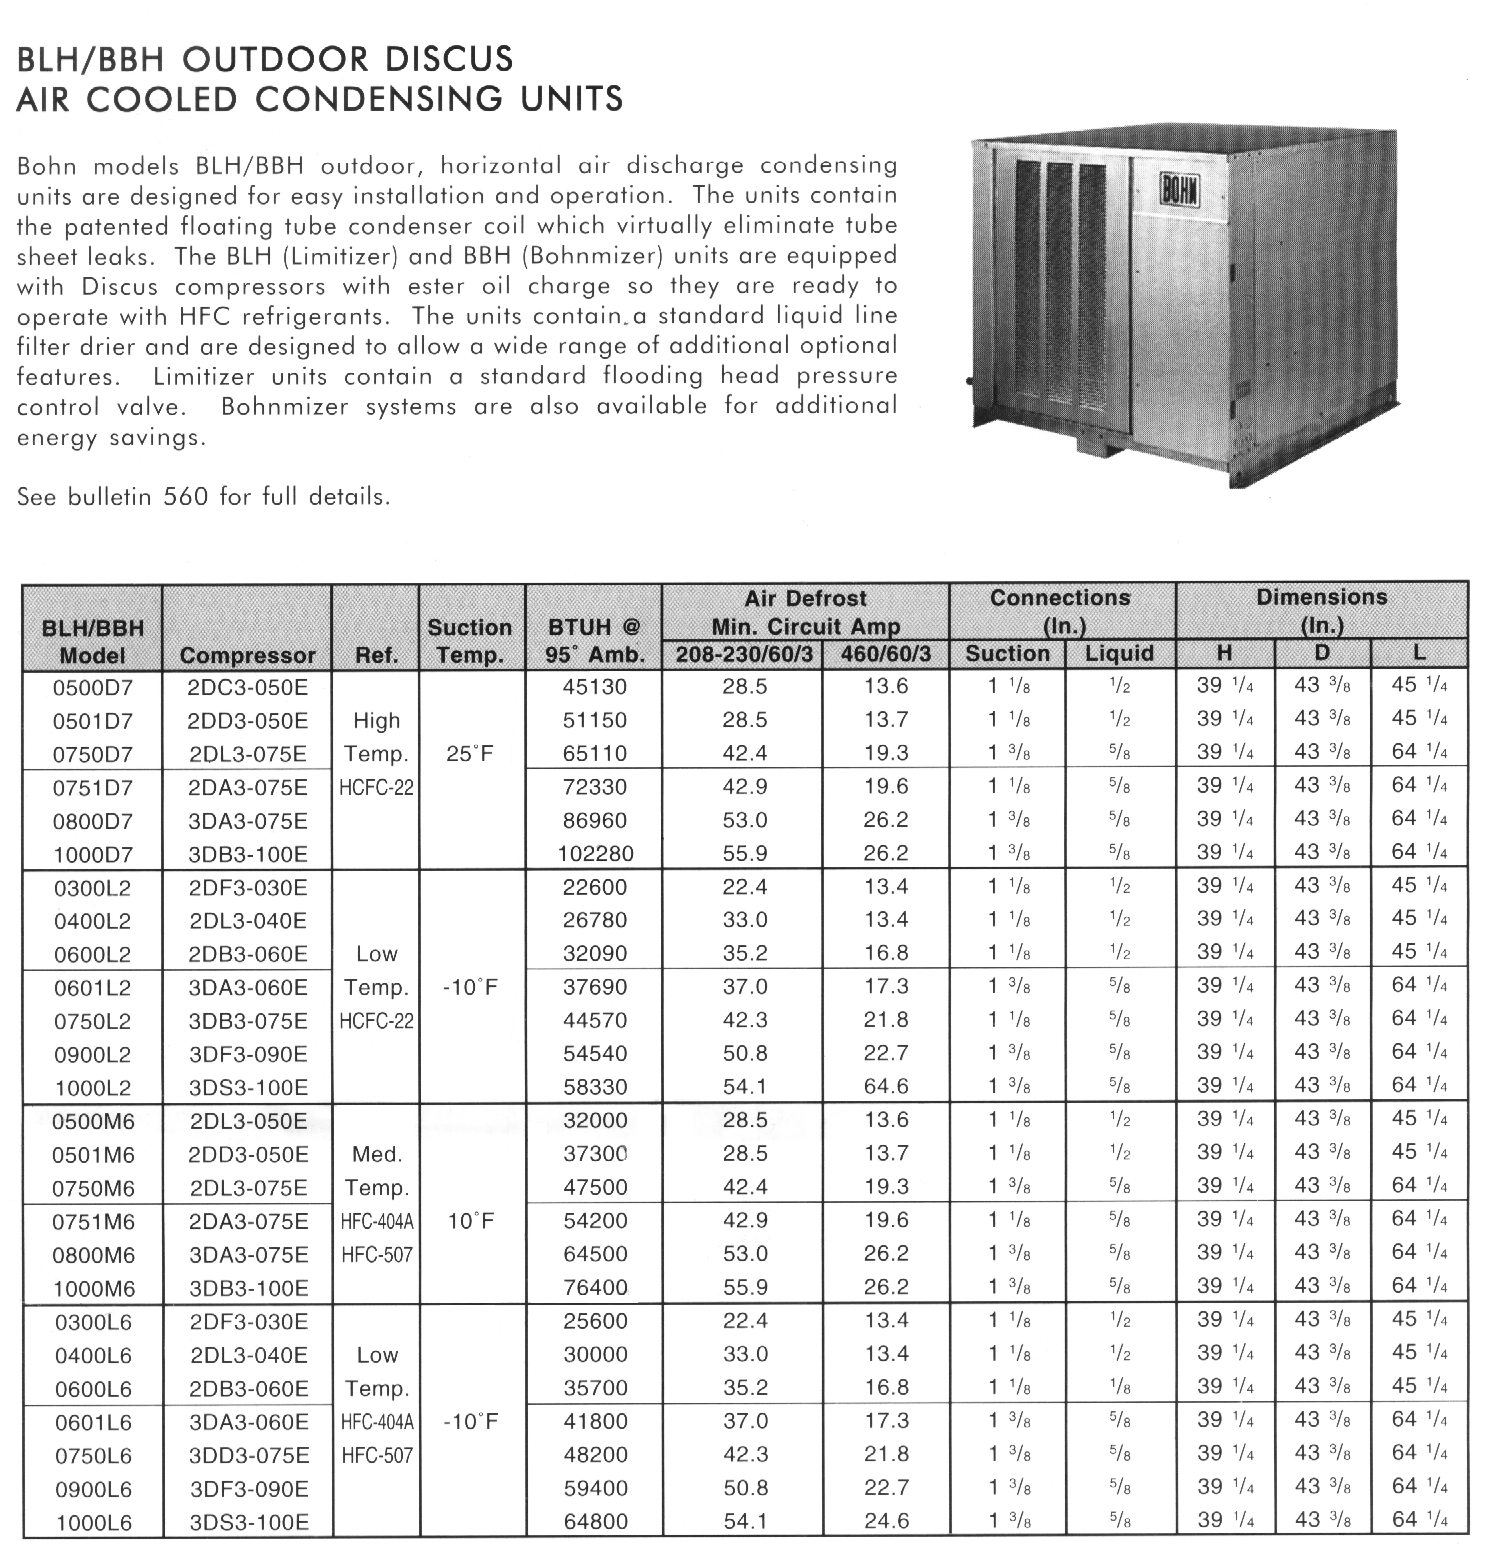 BLH/BBH OUTDOOR DISCUS
AIR COOLED CONDENSING UNITS
Bohn models BLH/BBH outdoor, horizontal air discharge condensing
units are designed for easy installation and operation. The units contain
the patented floating tube condenser coil which virtually eliminate tube
sheet leaks. The BLH (Limitizer) and BBH (Bohnmizer) units are equipped
with Discus compressors with ester oil charge so they are ready to
operate with HFC refrigerants. The units contain a standard liquid line
filter drier and are designed to allow a wide range of additional optional
features. Limitizer units contain a standard flooding head pressure
control valve. Bohnmizer systems are also available for additional
energy savings.
See bulletin 560 for full details.
BOHN
Air Defrost Connections Dimensions
BLH/BBH Suction BTUH @ Min. Circuit Amp (In.) (In.)
Model Compressor Ref. Temp. 95° Amb. 208-230/60/3 460/60/3 Suction Liquid H D L
0500D7 2DC3-050E 45130 28.5 13.6 1 1/8 1/2 39 1/4 43 3/8 45 1/4
0501D7 2DD3-050E High 51150 28.5 13.7 1 1/8 1/2 39 1/4 43 3/8 45 1/4
0750D7 2DL3-075E Temp. 25°F 65110 42.4 19.3 1 3/8 5/8 39 1/4 43 3/8 64 1/4
0751D7 2DA3-075E HCFC-22 72330 42.9 19.6 1 1/8 5/8 39 1/4 43 3/8 64 1/4
0800D7 3DA3-075E 86960 53.0 26.2 1 3/8 5/8 39 1/4 43 3/8 64 1/4
1000D7 3DB3-100E 102280 55.9 26.2 1 3/8 5/8 39 1/4 43 3/8 64 1/4
0300L2 2DF3-030E 22600 22.4 13.4 1 1/8 1/2 39 1/4 43 3/8 45 1/4
0400L2 2DL3-040E 26780 33.0 13.4 1 1/8 1/2 39 1/4 43 3/8 45 1/4
0600L2 2DB3-060E Low 32090 35.2 16.8 1 1/8 1/2 39 1/4 43 3/8 45 1/4
0601L2 3DA3-060E Temp. -10°F 37690 37.0 17.3 1 3/8 5/8 39 1/4 43 3/8 64 1/4
0750L2 3DB3-075E HCFC-22 44570 42.3 21.8 1 1/8 5/8 39 1/4 43 3/8 64 1/4
0900L2 3DF3-090E 54540 50.8 22.7 1 3/8 5/8 39 1/4 43 3/8 64 1/4
1000L2 3DS3-100E 58330 54.1 64.6 1 3/8 5/8 39 1/4 43 3/8 64 1/4
0500M6 2DL3-050E 32000 28.5 13.6 1 1/8 1/2 39 1/4 43 3/8 45 1/4
0501M6 2DD3-050E Med. 37300 28.5 13.7 1 1/8 1/2 39 1/4 43 3/8 45 1/4
0750M6 2DL3-075E Temp. 47500 42.4 19.3 1 3/8 5/8 39 1/4 43 3/8 64 1/4
0751M6 2DA3-075E HFC-404A 10°F 54200 42.9 19.6 1 1/8 5/8 39 1/4 43 3/8 64 1/4
0800M6 3DA3-075E HFC-507 64500 53.0 26.2 1 3/8 5/8 39 1/4 43 3/8 64 1/4
1000M6 3DB3-100E 76400 55.9 26.2 1 3/8 5/8 39 1/4 43 3/8 64 1/4
0300L6 2DF3-030E 25600 22.4 13.4 1 1/8 1/2 39 1/4 43 3/8 45 1/4
0400L6 2DL3-040E Low 30000 33.0 13.4 1 1/8 1/2 39 1/4 43 3/8 45 1/4
0600L6 2DB3-060E Temp. 35700 35.2 16.8 1 1/8 1/8 39 1/4 43 3/8 45 1/4
0601L6 3DA3-060E HFC-404A -10°F 41800 37.0 17.3 1 3/8 5/8 39 1/4 43 3/8 64 1/4
0750L6 3DD3-075E HFC-507 48200 42.3 21.8 1 3/8 5/8 39 1/4 43 3/8 64 1/4
0900L6 3DF3-090E 59400 50.8 22.7 1 3/8 5/8 39 1/4 43 3/8 64 1/4
1000L6 3DS3-100E 64800 54.1 24.6 1 3/8 5/8 39 1/4 43 3/8 64 1/4